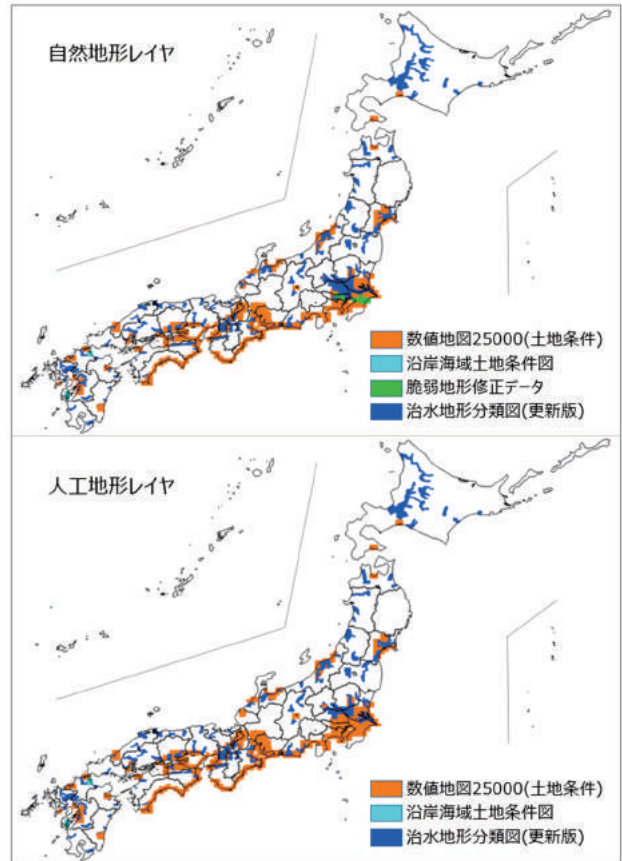 自然地形レイヤ
数値地図25000(土地条件)
沿岸海域土地条件図
脆弱地形修正データ
治水地形分類図(更新版)
人工地形レイヤ
数値地図25000(土地条件)
沿岸海域土地条件図
治水地形分類図(更新版)